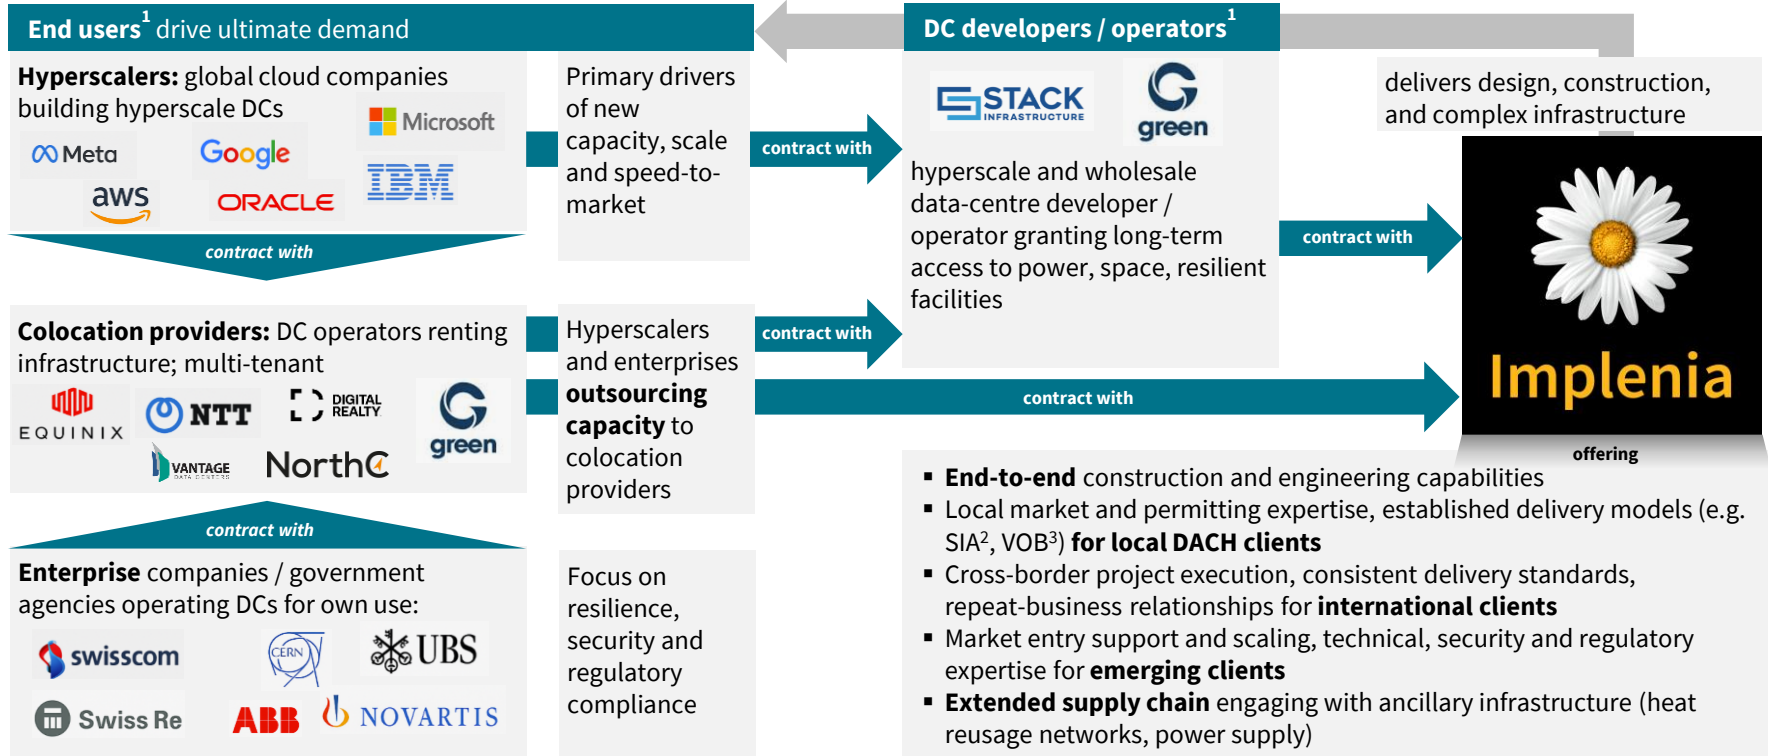 End users¹ drive ultimate demand
Hyperscalers: global cloud companies
building hyperscale DCs
Microsoft
Meta
Google
aws
ORACLE
IBM
Primary drivers
of new
capacity, scale
and speed-to-
market
contract with
contract with
Colocation providers: DC operators renting
infrastructure; multi-tenant
EQUINIX
NTT
DIGITAL
REALTY
green
VANTAGE
DATA CENTERS
NorthC
Hyperscalers
and enterprises
outsourcing
capacity to
colocation
providers
contract with
contract with
contract with
Enterprise companies / government
agencies operating DCs for own use:
swisscom
CERN
UBS
Swiss Re
ABB
NOVARTIS
Focus on
resilience,
security and
regulatory
compliance
DC developers / operators¹
STACK
INFRASTRUCTURE
green
hyperscale and wholesale
data-centre developer /
operator granting long-term
access to power, space, resilient
facilities
contract with
delivers design, construction,
and complex infrastructure
Implenia
offering
▪ End-to-end construction and engineering capabilities
▪ Local market and permitting expertise, established delivery models (e.g.
SIA², VOB³) for local DACH clients
▪ Cross-border project execution, consistent delivery standards,
repeat-business relationships for international clients
▪ Market entry support and scaling, technical, security and regulatory
expertise for emerging clients
▪ Extended supply chain engaging with ancillary infrastructure (heat
reusage networks, power supply)